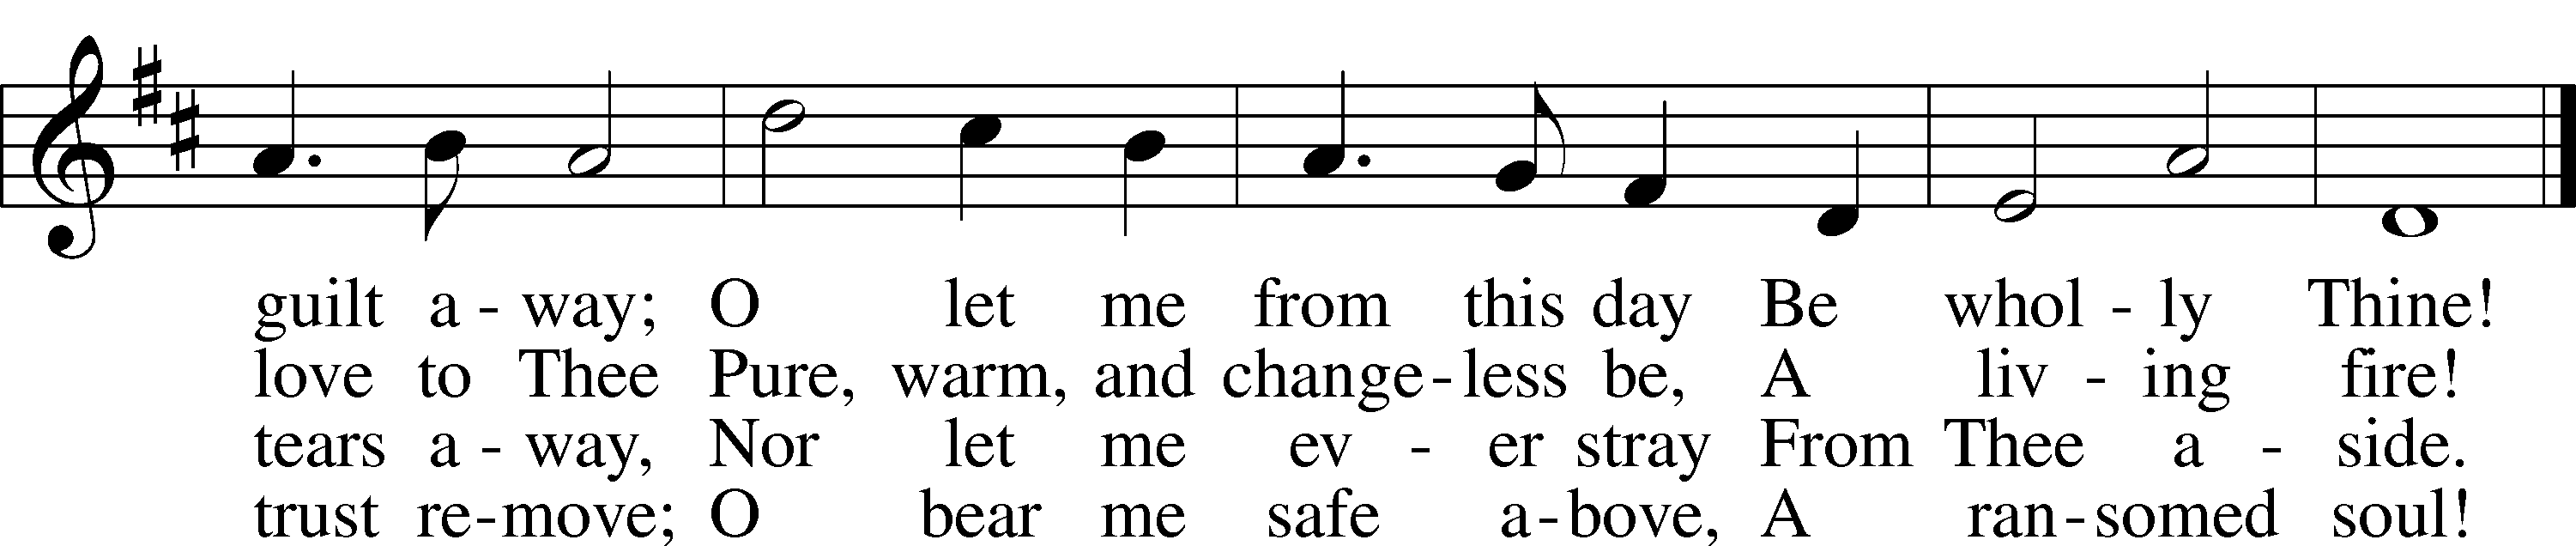 guilt a - way; O let me from this day Be whol - ly Thine!
love to Thee Pure, warm, and change - less be, A liv - ing fire!
tears a - way, Nor let me ev - er stray From Thee a - side.
trust re - move; O bear me safe a - bove, A ran - somed soul!